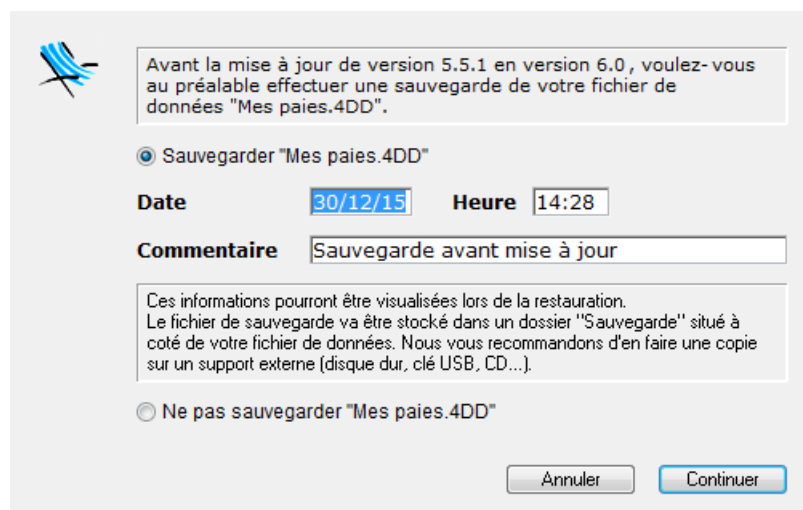 Avant la mise à jour de version 5.5.1 en version 6.0 , voulez-vous
au préalable effectuer une sauvegarde de votre fichier de
données "Mes paies.4DD".
Sauvegarder "Mes paies.4DD"
Date 30/12/15 Heure 14:28
Commentaire Sauvegarde avant mise à jour
Ces informations pourront être visualisées lors de la restauration.
Le fichier de sauvegarde va être stocké dans un dossier "Sauvegarde" situé à
coté de votre fichier de données. Nous vous recommandons d'en faire une copie
sur un support externe (disque dur, clé USB, CD...).
Ne pas sauvegarder "Mes paies.4DD"
Annuler Continuer